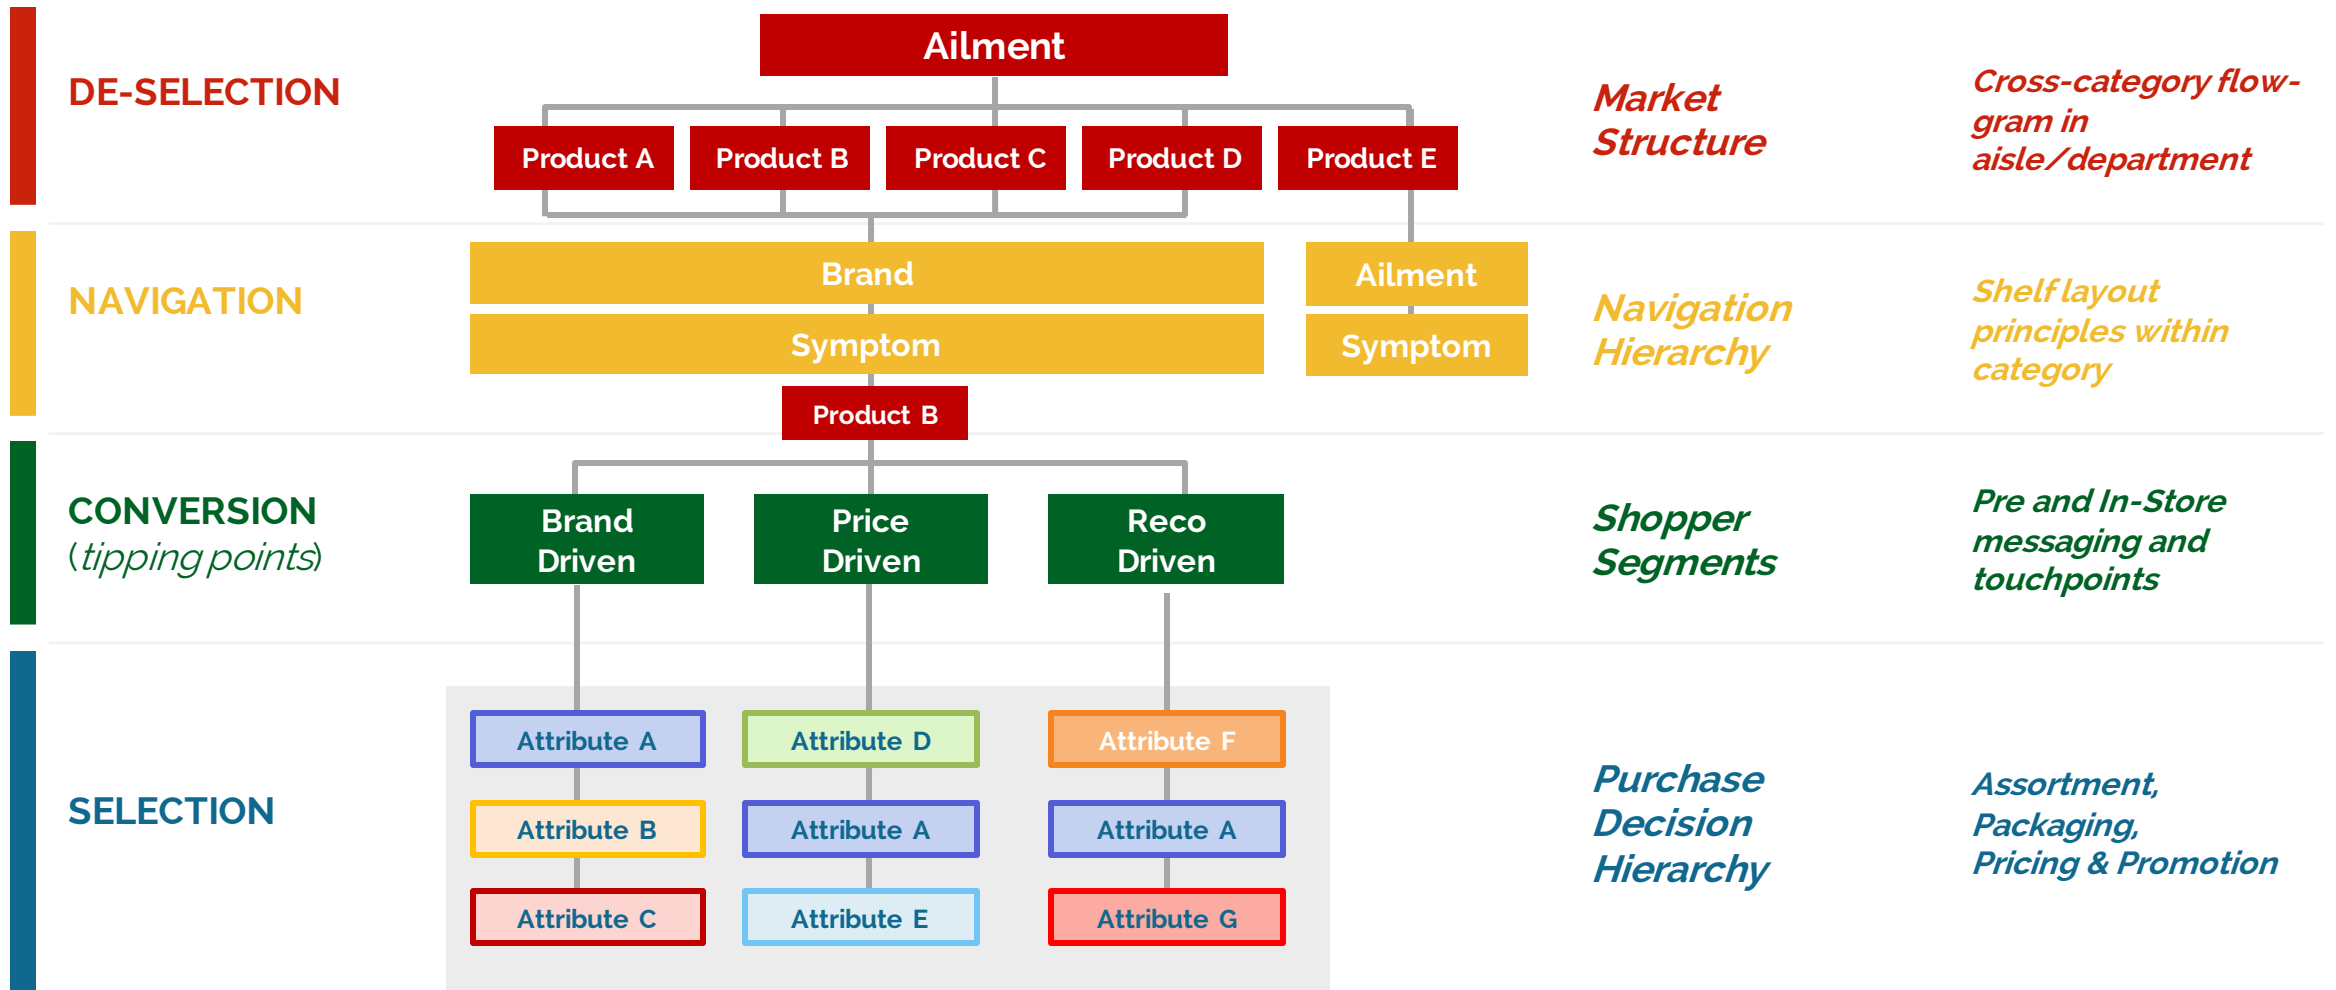 Ailment
DE-SELECTION
Product A
Product B
Product C
Product D
Product E
Market
Structure
Cross-category flow-
gram in
aisle/department
NAVIGATION
Brand
Ailment
Symptom
Symptom
Product B
Navigation
Hierarchy
Shelf layout
principles within
category
CONVERSION
(tipping points)
Brand
Driven
Price
Driven
Reco
Driven
Shopper
Segments
Pre and In-Store
messaging and
touchpoints
SELECTION
Attribute A
Attribute D
Attribute F
Attribute B
Attribute A
Attribute A
Attribute C
Attribute E
Attribute G
Purchase
Decision
Hierarchy
Assortment,
Packaging,
Pricing & Promotion